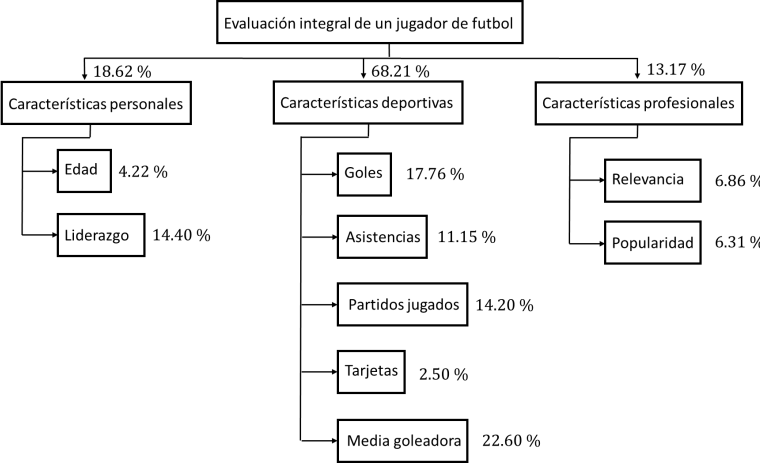 Evaluación integral de un jugador de futbol
18.62 %
68.21 %
13.17 %
Características personales
Características deportivas
Características profesionales
Edad
4.22 %
Liderazgo
14.40 %
Goles
17.76 %
Asistencias
11.15 %
Partidos jugados
14.20 %
Tarjetas
2.50 %
Media goleadora
22.60 %
Relevancia
6.86 %
Popularidad
6.31 %